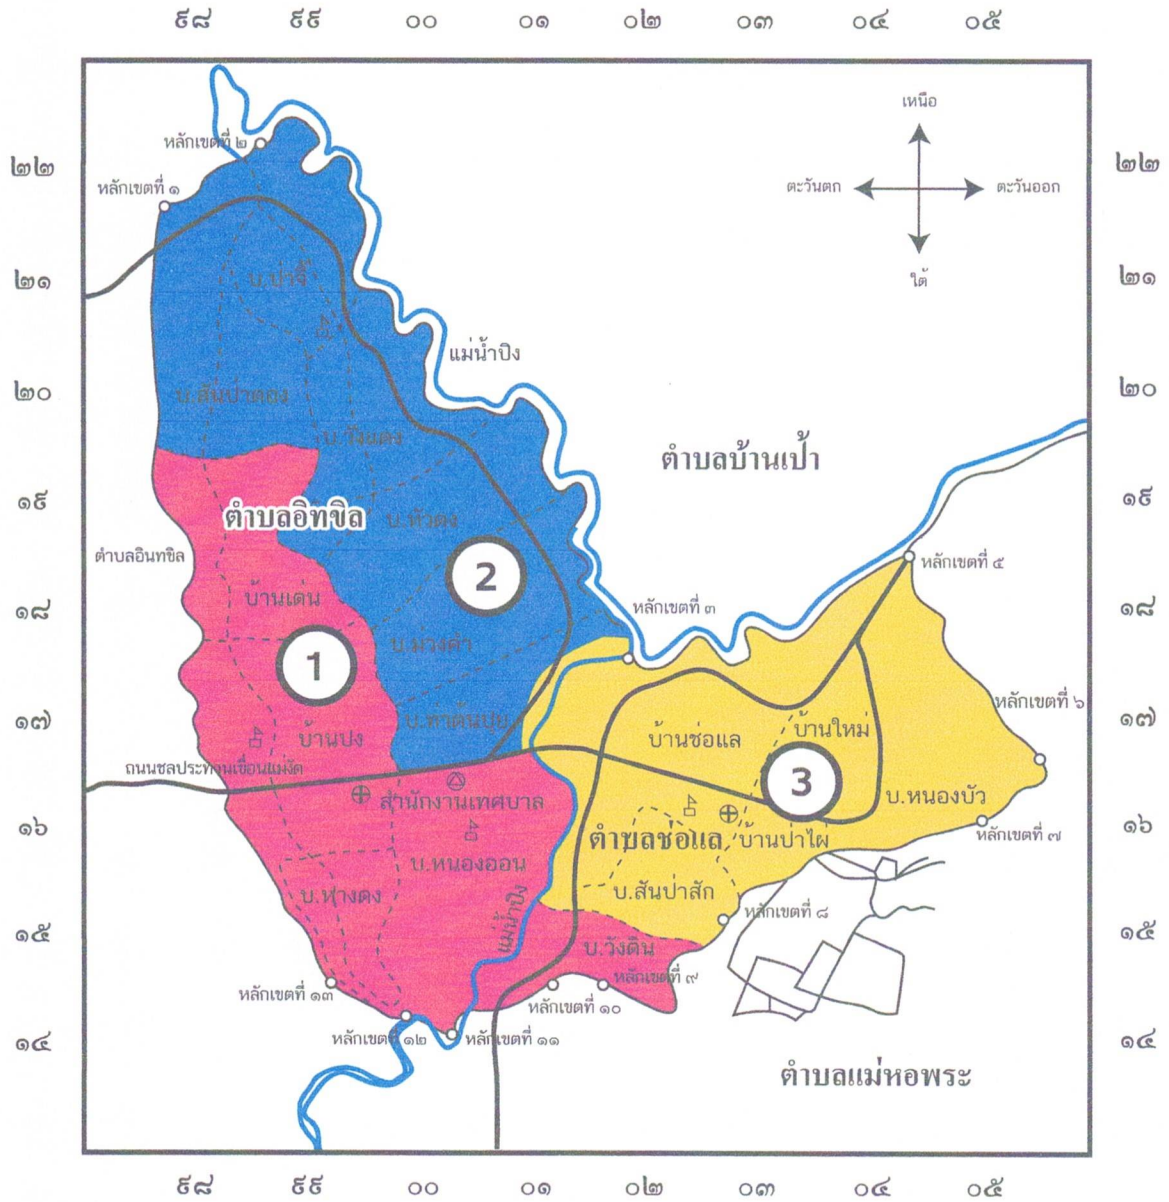 ๙๘ ๙๙ ๐๐ ๐๑ ๐๒ ๐๓ ๐๔ ๐๕
เหนือ
หลักเขตที่ ๒
๒๒ ๒๒
หลักเขตที่ ๑
ตะวันตก ตะวันออก
๒๑ บ.ป่าจี้ ใต้ ๒๑
แม่น้ำปิง
๒๐ บ.สันป่าตอง ๒๐
บ.วังแดง
ตำบลบ้านเป้า
๑๙ ๑๙
ตำบลอิทขิล บ.หัวดง
ตำบลอินทขิล หลักเขตที่ ๕
2
บ้านเด่น
๑๘ หลักเขตที่ ๓ ๑๘
บ.ม่วงคำ
1
หลักเขตที่ ๖
๑๗ บ.ท่าต้นปุย ๑๗
บ้านปง บ้านช่อแล บ้านใหม่
ถนนชลประทานเขื่อนแม่งัด
3
สำนักงานเทศบาล บ.หนองบัว
๑๖ ๑๖
ตำบลช่อแล บ้านป่าไผ่ หลักเขตที่ ๗
บ.หนองออน
บ.ฟางดง บ.สันป่าสัก
แม่น้ำปิง หลักเขตที่ ๘
๑๕ ๑๕
บ.วังดิน
หลักเขตที่ ๙
หลักเขตที่ ๑๓
หลักเขตที่ ๑๐
๑๔ หลักเขตที่ ๑๒ หลักเขตที่ ๑๑ ๑๔
ตำบลแม่หอพระ
๙๘ ๙๙ ๐๐ ๐๑ ๐๒ ๐๓ ๐๔ ๐๕